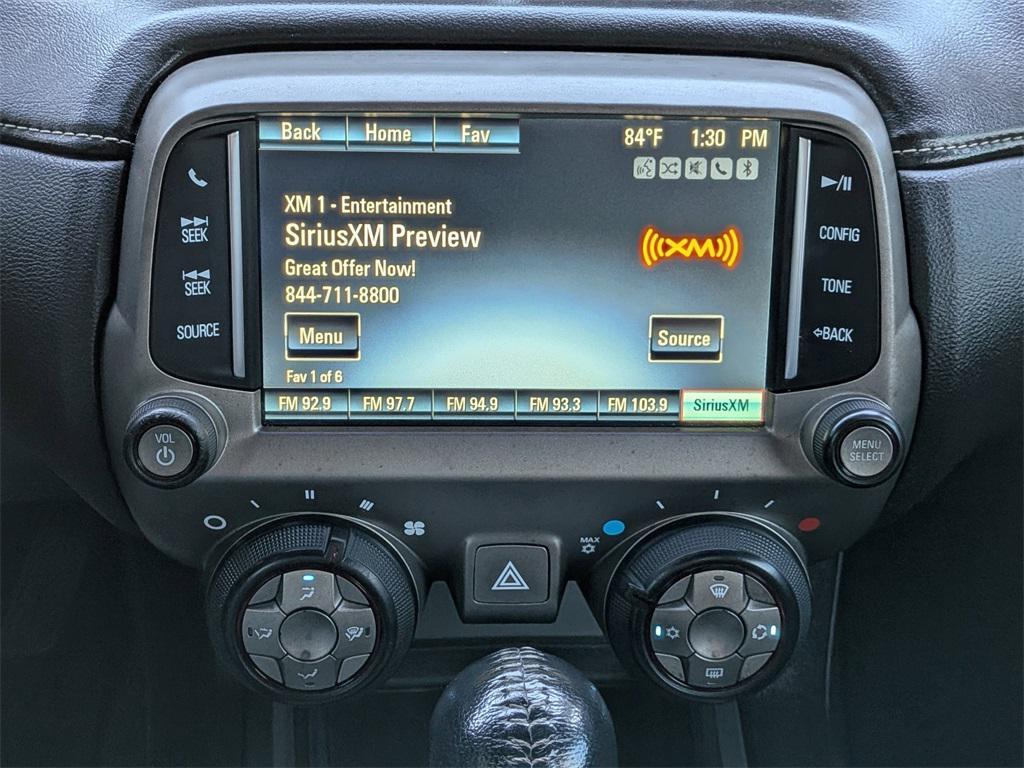 Back Home Fav
84°F 1:30 PM
XM 1 - Entertainment
SiriusXM Preview
Great Offer Now!
844-711-8800
((XM))
Menu
Source
Fav 1 of 6
FM 92.9 FM 97.7 FM 94.9 FM 93.3 FM 103.9 SiriusXM
SEEK
SEEK
SOURCE
CONFIG
TONE
BACK
VOL
MENU
SELECT
MAX